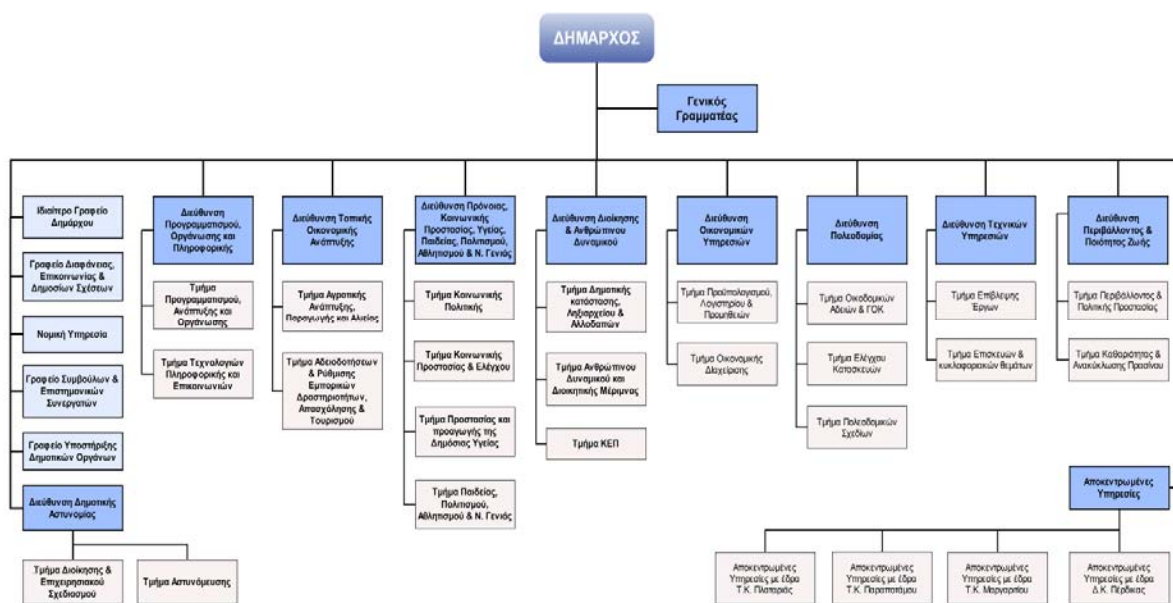 ΔΗΜΑΡΧΟΣ
Γενικός
Γραμματέας
Ιδιαίτερο Γραφείο
Δημάρχου
Γραφείο Διαφάνειας,
Επικοινωνίας &
Δημοσίων Σχέσεων
Νομική Υπηρεσία
Γραφείο Συμβούλων &
Επιστημονικών
Συνεργατών
Γραφείο Υποστήριξης
Δημοτικών Οργάνων
Διεύθυνση Δημοτικής
Αστυνομίας
Τμήμα Διοίκησης &
Επιχειρησιακού
Σχεδιασμού
Τμήμα Αστυνόμευσης
Διεύθυνση
Προγραμματισμού,
Οργάνωσης και
Πληροφορικής
Τμήμα
Προγραμματισμού,
Ανάπτυξης και
Οργάνωσης
Τμήμα Τεχνολογιών
Πληροφορικής και
Επικοινωνιών
Διεύθυνση Τοπικής
Οικονομικής
Ανάπτυξης
Τμήμα Αγροτικής
Ανάπτυξης,
Παραγωγής και Αλιείας
Τμήμα Αδειοδοτήσεων
& Ρύθμισης
Εμπορικών
Δραστηριοτήτων,
Απασχόλησης &
Τουρισμού
Διεύθυνση Πρόνοιας,
Κοινωνικής
Προστασίας, Υγείας,
Παιδείας, Πολιτισμού,
Αθλητισμού & Ν. Γενιάς
Τμήμα Κοινωνικής
Πολιτικής
Τμήμα Κοινωνικής
Προστασίας & Ελέγχου
Τμήμα Προστασίας και
προαγωγής της
Δημόσιας Υγείας
Τμήμα Παιδείας,
Πολιτισμού,
Αθλητισμού & Ν. Γενιάς
Διεύθυνση Διοίκησης
& Ανθρώπινου
Δυναμικού
Τμήμα Δημοτικής
κατάστασης,
Ληξιαρχείου &
Αλλοδαπών
Τμήμα Ανθρώπινου
Δυναμικού και
Διοικητικής Μέριμνας
Τμήμα ΚΕΠ
Διεύθυνση
Οικονομικών
Υπηρεσιών
Τμήμα Προϋπολογισμού,
Λογιστηρίου &
Προμηθειών
Τμήμα Οικονομικής
Διαχείρισης
Διεύθυνση
Πολεοδομίας
Τμήμα Οικοδομικών
Αδειών & ΓΟΚ
Τμήμα Ελέγχου
Κατασκευών
Τμήμα Πολεοδομικών
Σχεδίων
Διεύθυνση Τεχνικών
Υπηρεσιών
Τμήμα Επίβλεψης
Έργων
Τμήμα Επισκευών &
κυκλοφοριακών θεμάτων
Διεύθυνση
Περιβάλλοντος
& Ποιότητας Ζωής
Τμήμα Περιβάλλοντος &
Πολιτικής Προστασίας
Τμήμα Καθαριότητας &
Ανακύκλωσης Πρασίνου
Αποκεντρωμένες
Υπηρεσίες
Αποκεντρωμένες
Υπηρεσίες με έδρα
Τ.Κ. Πλαταριάς
Αποκεντρωμένες
Υπηρεσίες με έδρα
Τ.Κ. Παραποτάμου
Αποκεντρωμένες
Υπηρεσίες με έδρα
Τ.Κ. Μαργαριτίου
Αποκεντρωμένες
Υπηρεσίες με έδρα
Δ.Κ. Πέρδικας